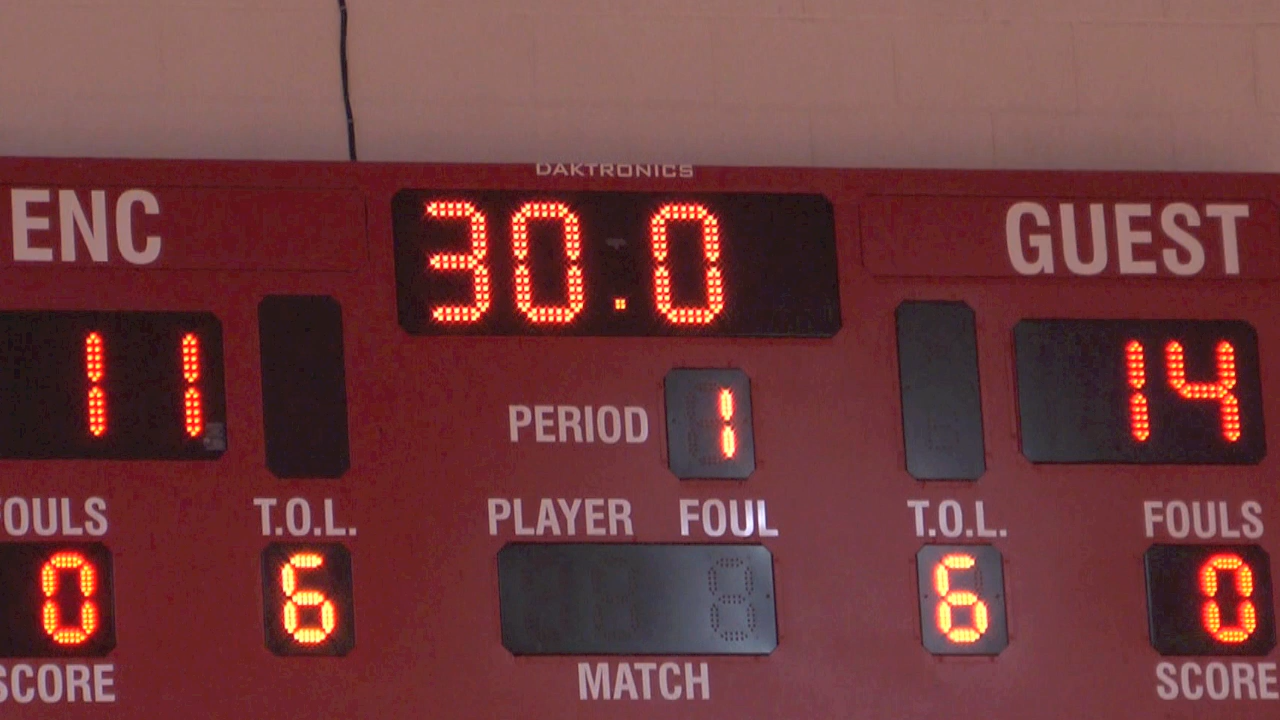 DAKTRONICS
ENC 30.0 GUEST
11 14
PERIOD 1
FOULS T.O.L. PLAYER FOUL T.O.L. FOULS
0 6 6 0
SCORE MATCH SCORE